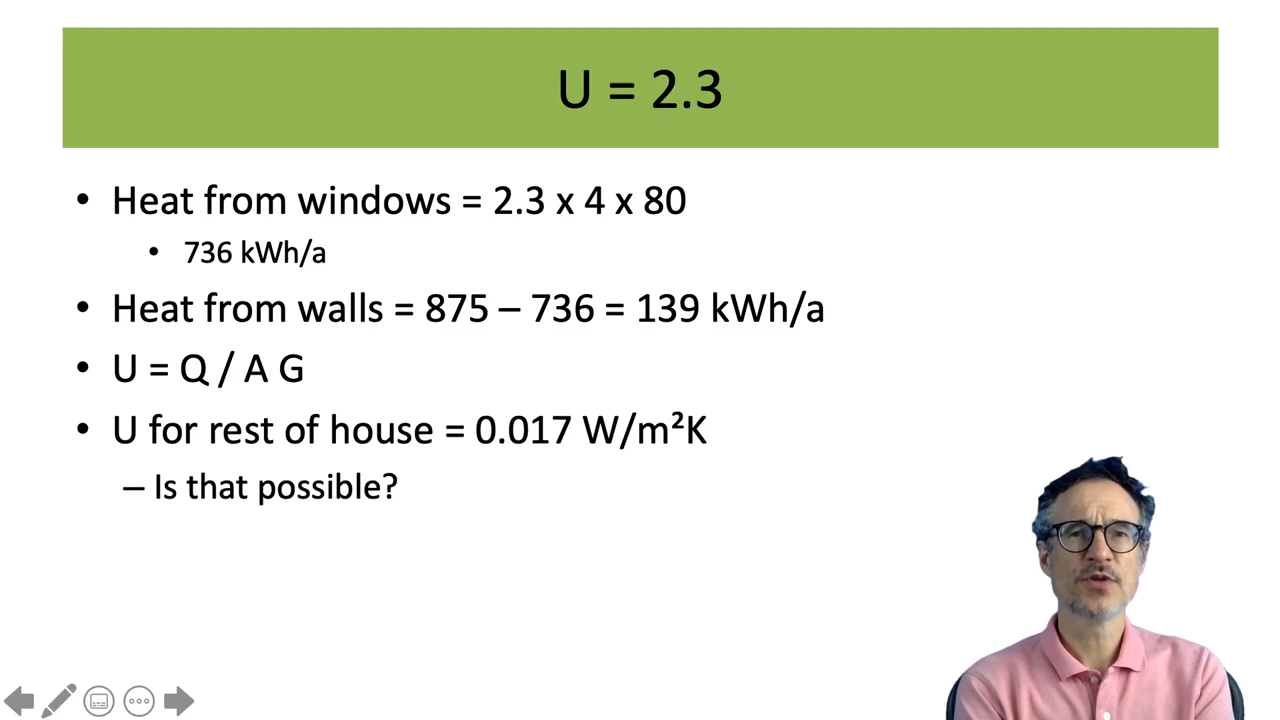 U = 2.3
• Heat from windows = 2.3 x 4 x 80
• 736 kWh/a
• Heat from walls = 875 – 736 = 139 kWh/a
• U = Q / A G
• U for rest of house = 0.017 W/m²K
– Is that possible?